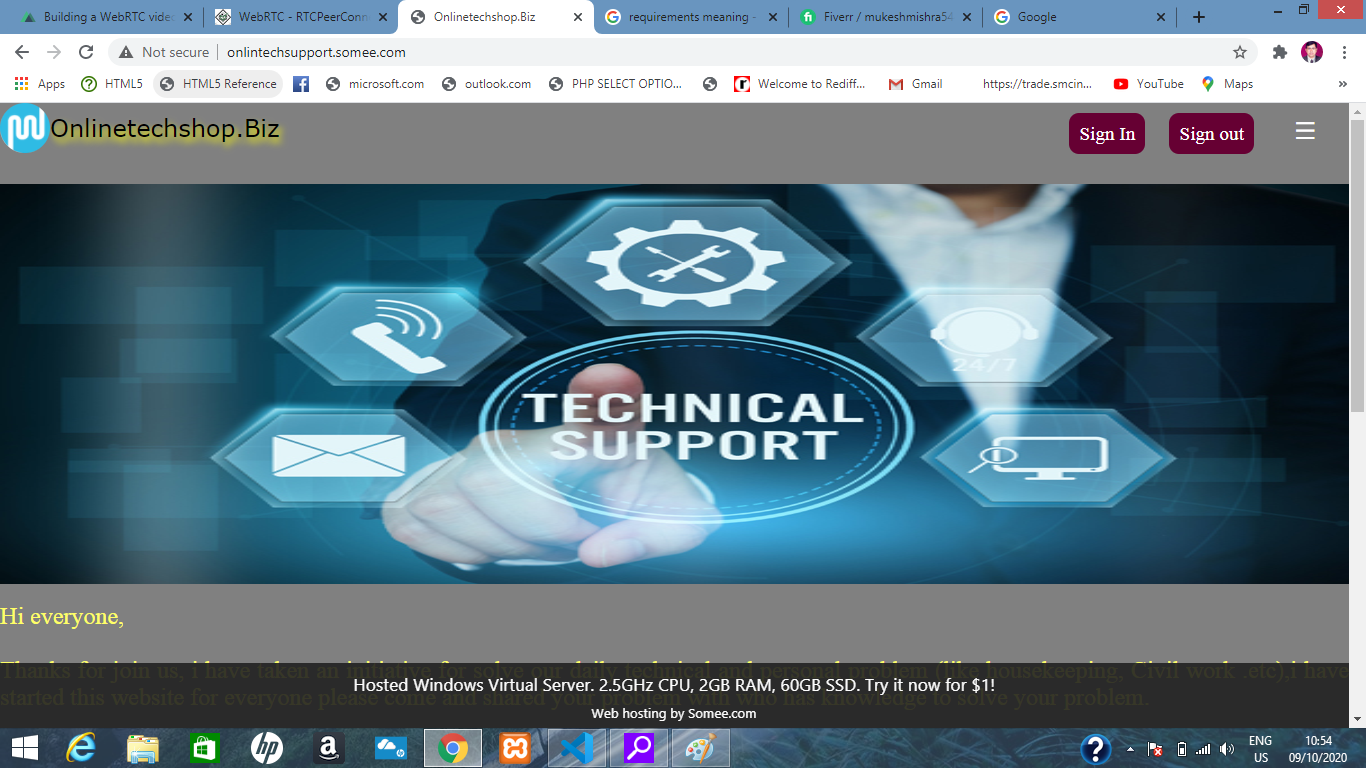 Building a WebRTC vide
WebRTC - RTCPeerConn
Onlinetechshop.Biz
requirements meaning -
Fiverr / mukeshmishra54
Google
Not secure
onlintechsupport.somee.com
Apps
HTML5
HTML5 Reference
microsoft.com
outlook.com
PHP SELECT OPTIO...
Welcome to Rediff...
Gmail
https://trade.smcin...
YouTube
Maps
»
Onlinetechshop.Biz
Sign In
Sign out
24/7
TECHNICAL
SUPPORT
Hi everyone,
Thanks for join us, i have taken an initiative for solve our daily technical and personal problem (like housekeeping, Civil work .etc),i have
started this website for everyone please come and shared your problem with who has knowledge to solve your problem.
Hosted Windows Virtual Server. 2.5GHz CPU, 2GB RAM, 60GB SSD. Try it now for $1!
Web hosting by Somee.com
ENG
US
10:54
09/10/2020